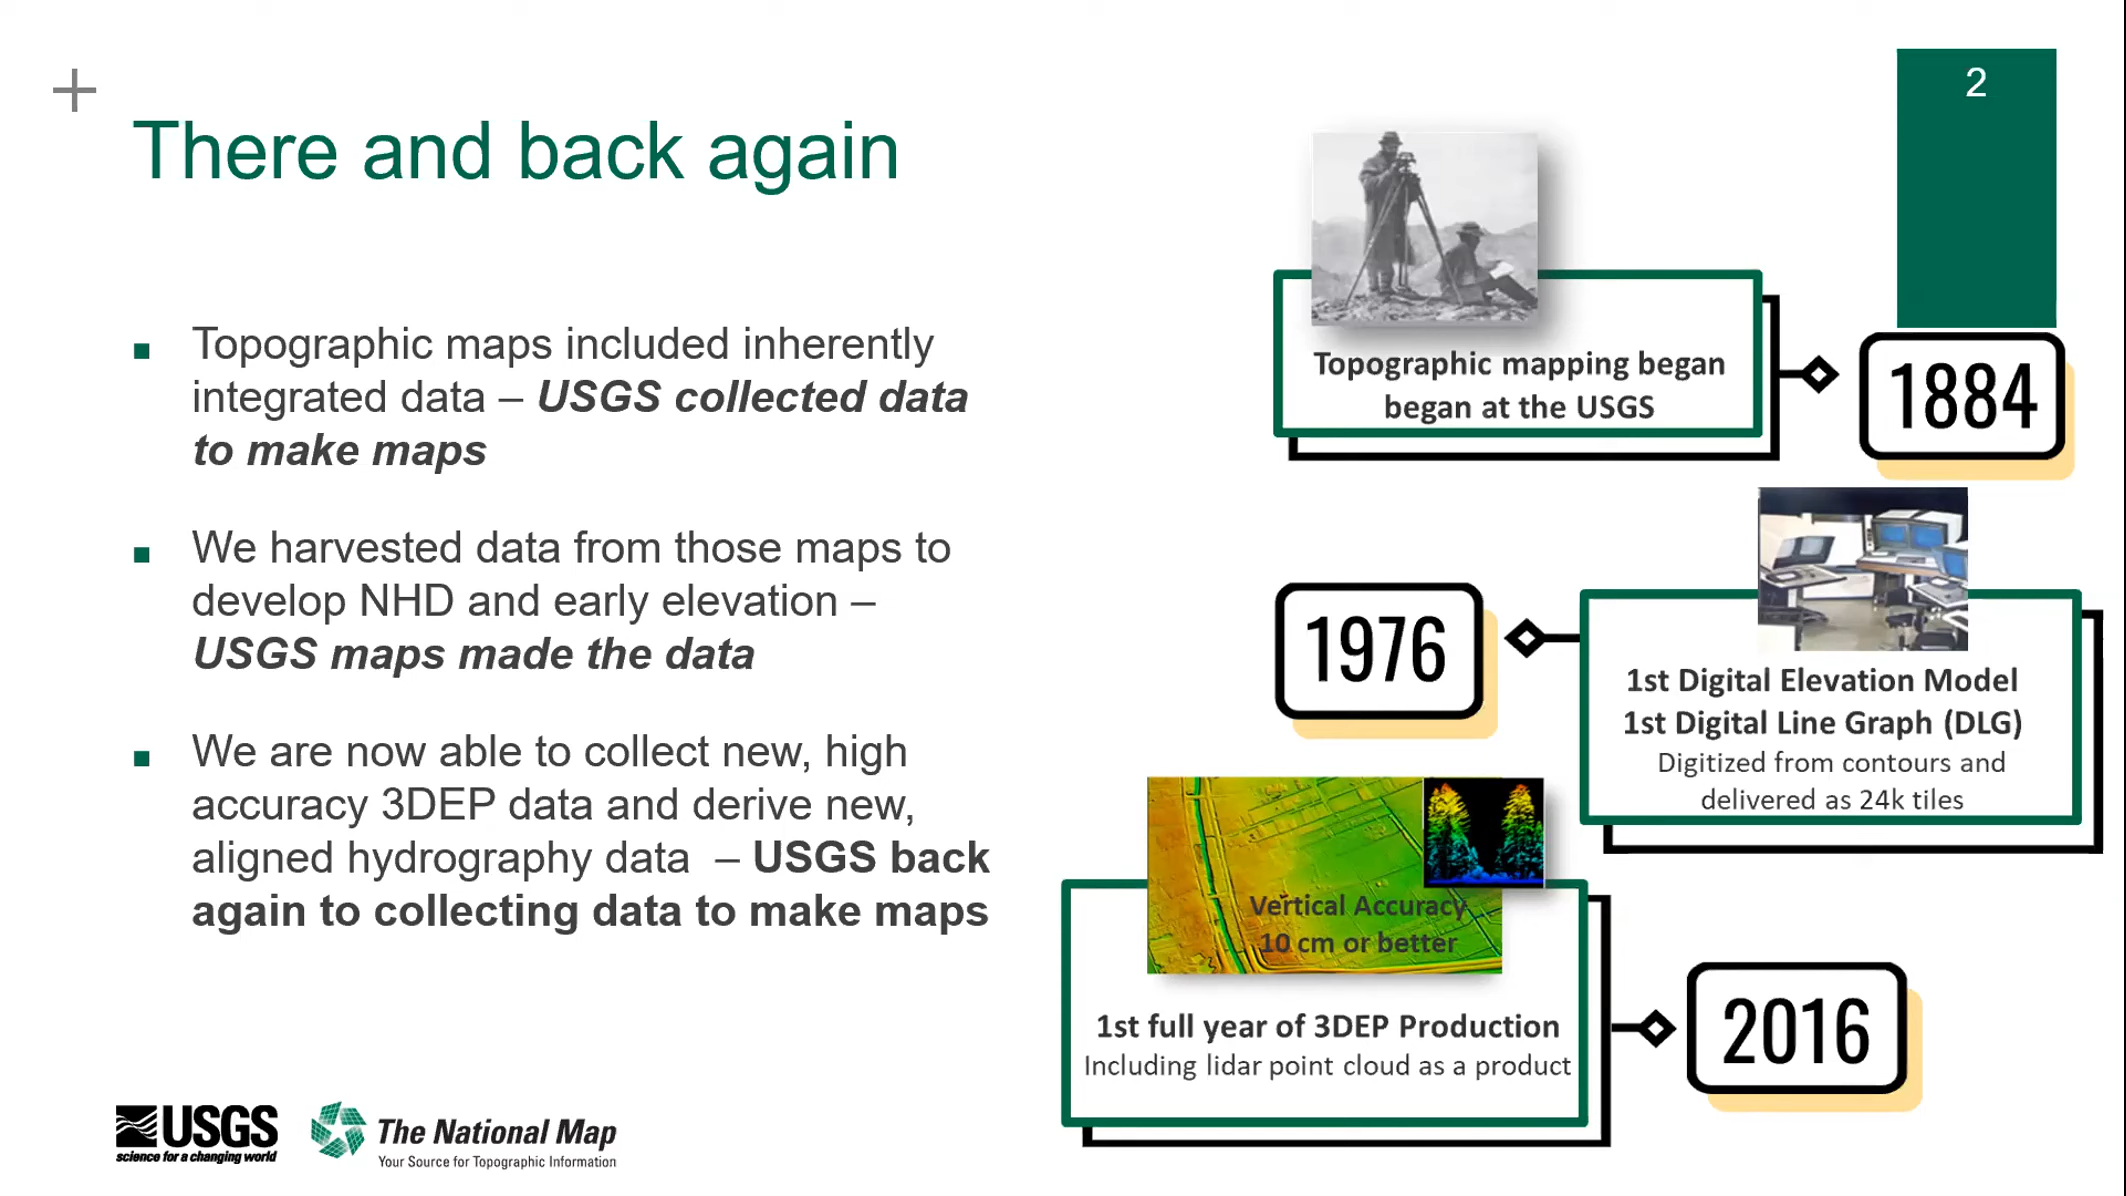 2
There and back again
■ Topographic maps included inherently
integrated data – USGS collected data
to make maps
■ We harvested data from those maps to
develop NHD and early elevation –
USGS maps made the data
■ We are now able to collect new, high
accuracy 3DEP data and derive new,
aligned hydrography data – USGS back
again to collecting data to make maps
Topographic mapping began
began at the USGS
1884
1976
1st Digital Elevation Model
1st Digital Line Graph (DLG)
Digitized from contours and
delivered as 24k tiles
Vertical Accuracy
10 cm or better
1st full year of 3DEP Production
Including lidar point cloud as a product
2016
USGS
science for a changing world
The National Map
Your Source for Topographic Information